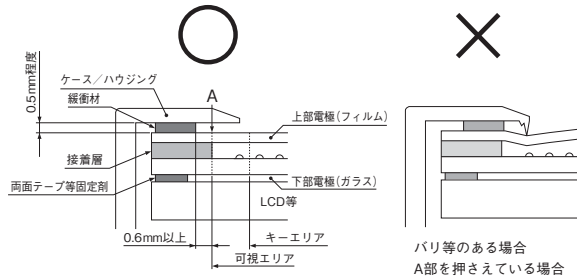 0.5mm程度
ケース／ハウジング
緩衝材
A
上部電極(フィルム)
接着層
両面テープ等固定剤
下部電極(ガラス)
LCD等
0.6mm以上
キーエリア
可視エリア
バリ等のある場合
A部を押さえている場合